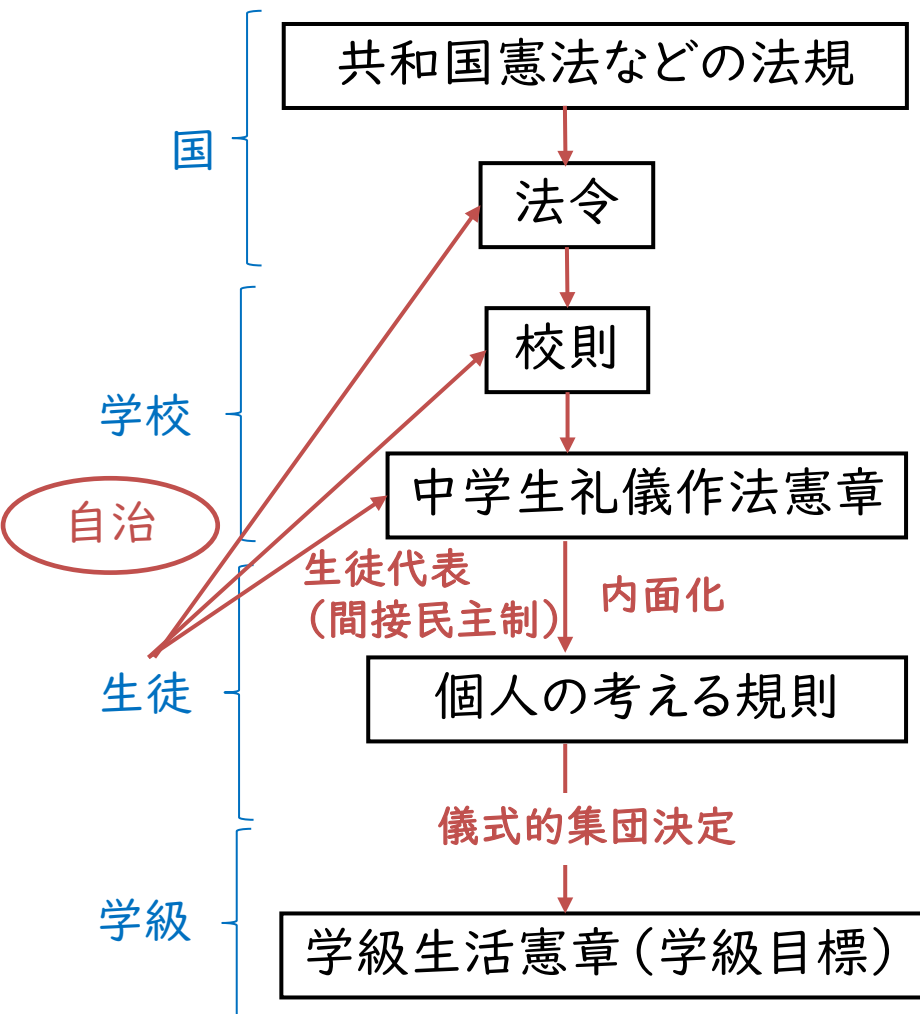 共和国憲法などの法規
国
法令
校則
学校
中学生礼儀作法憲章
自治
生徒代表
（間接民主制）
内面化
生徒
個人の考える規則
儀式的集団決定
学級
学級生活憲章（学級目標）